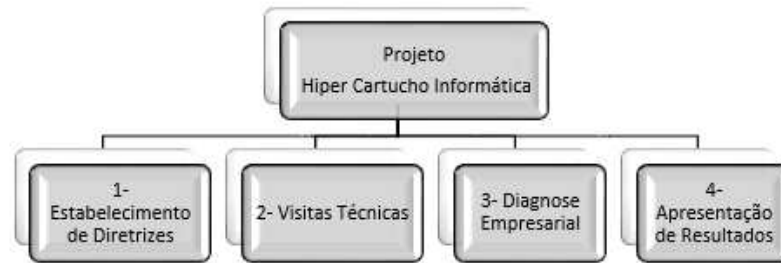 Projeto
Hiper Cartucho Informática
1-
Estabelecimento
de Diretrizes
2- Visitas Técnicas
3- Diagnose
Empresarial
4-
Apresentação
de Resultados